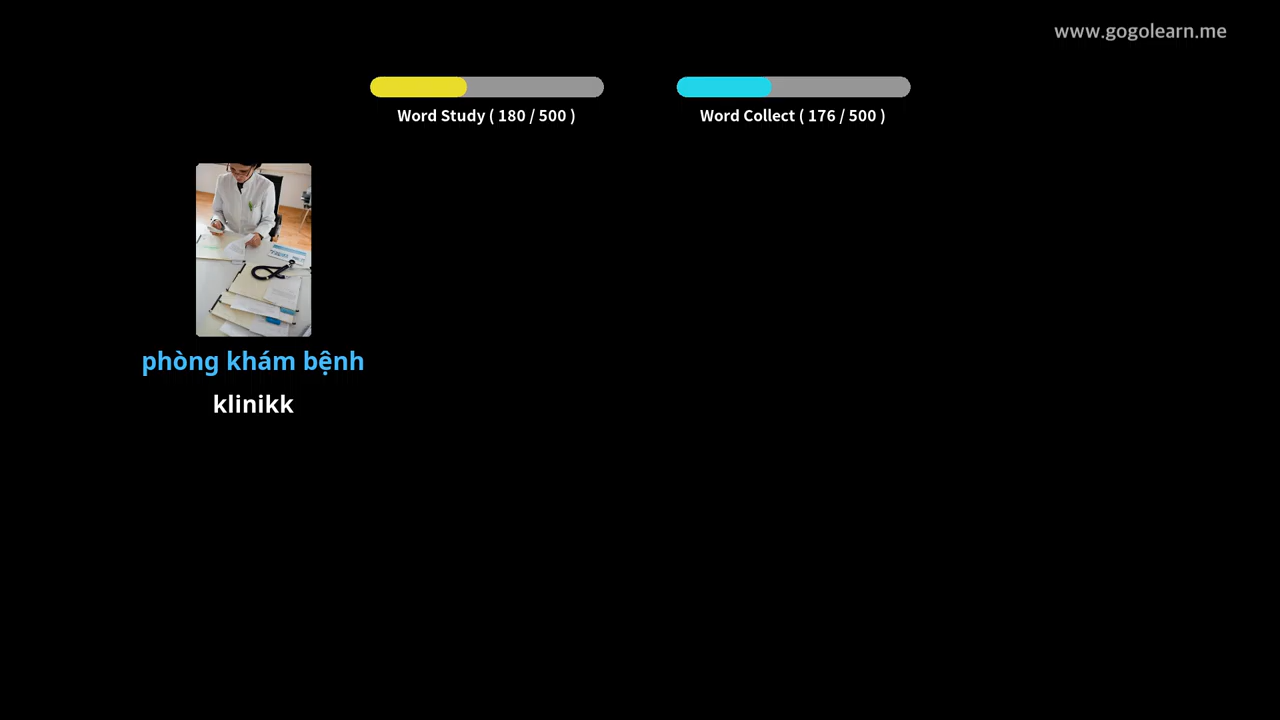 www.gogolearn.me
Word Study ( 180 / 500 )
Word Collect ( 176 / 500 )
phòng khám bệnh
klinikk